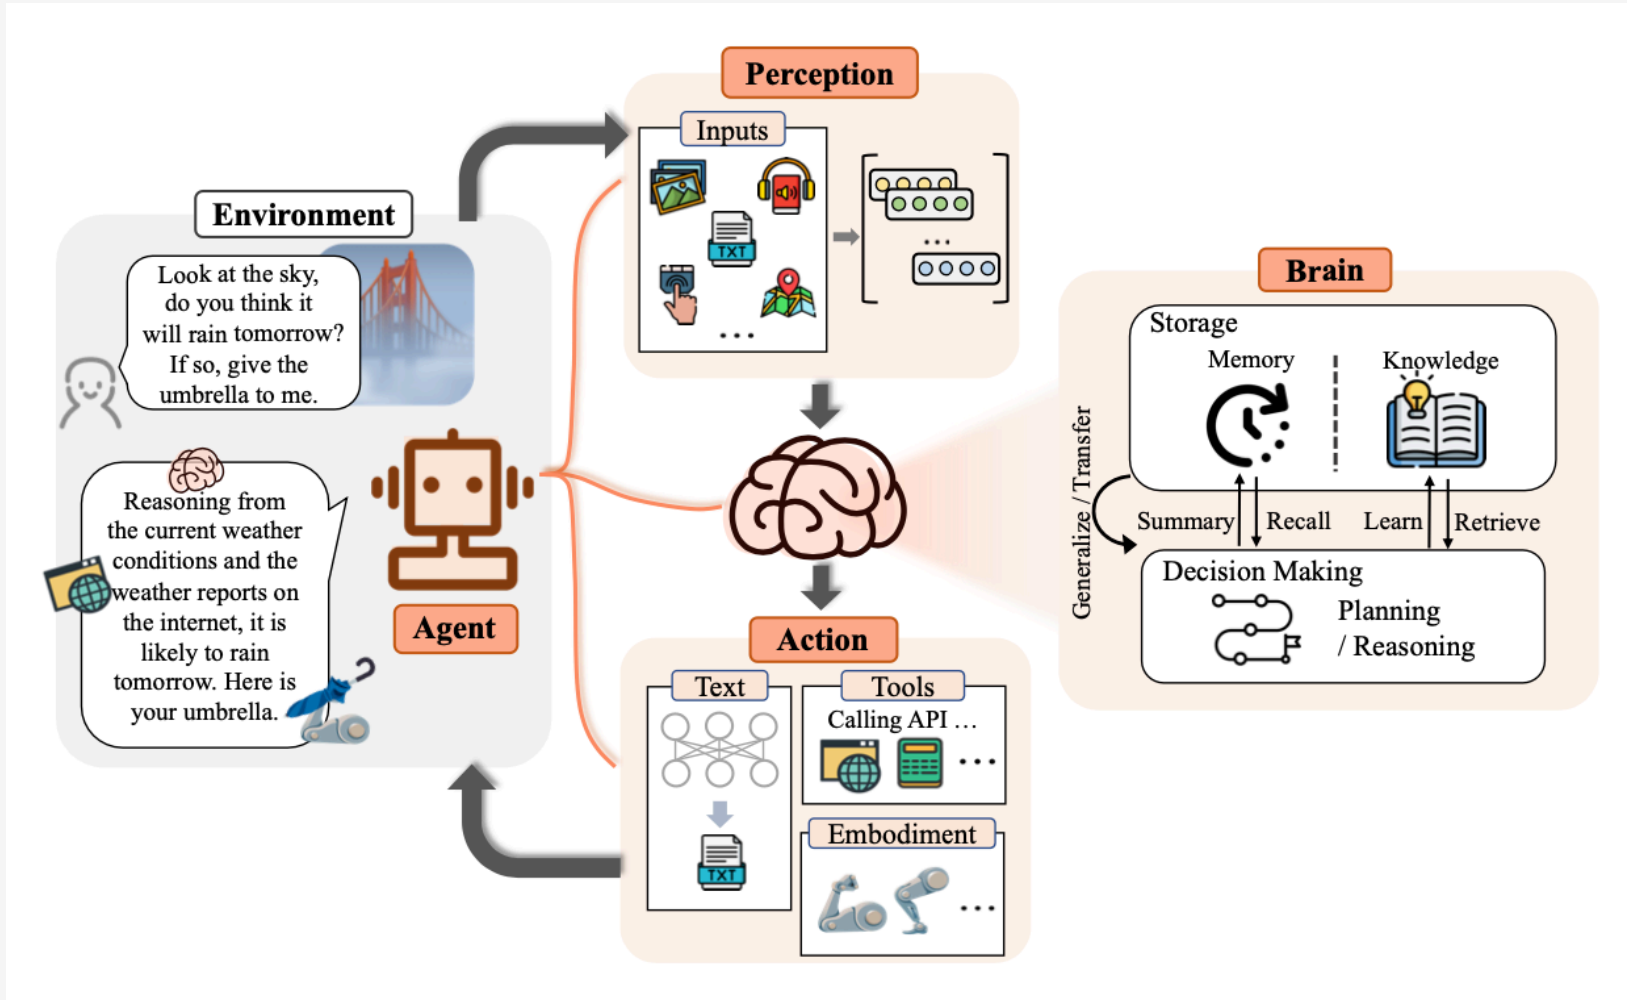 Perception
Inputs
TXT
...
...
Environment
Look at the sky,
do you think it
will rain tomorrow?
If so, give the
umbrella to me.
Reasoning from
the current weather
conditions and the
weather reports on
the internet, it is
likely to rain
tomorrow. Here is
your umbrella.
Agent
Brain
Storage
Memory
Knowledge
Generalize / Transfer
Summary
Recall
Learn
Retrieve
Decision Making
Planning
/ Reasoning
Action
Text
TXT
Tools
Calling API ...
...
Embodiment
...